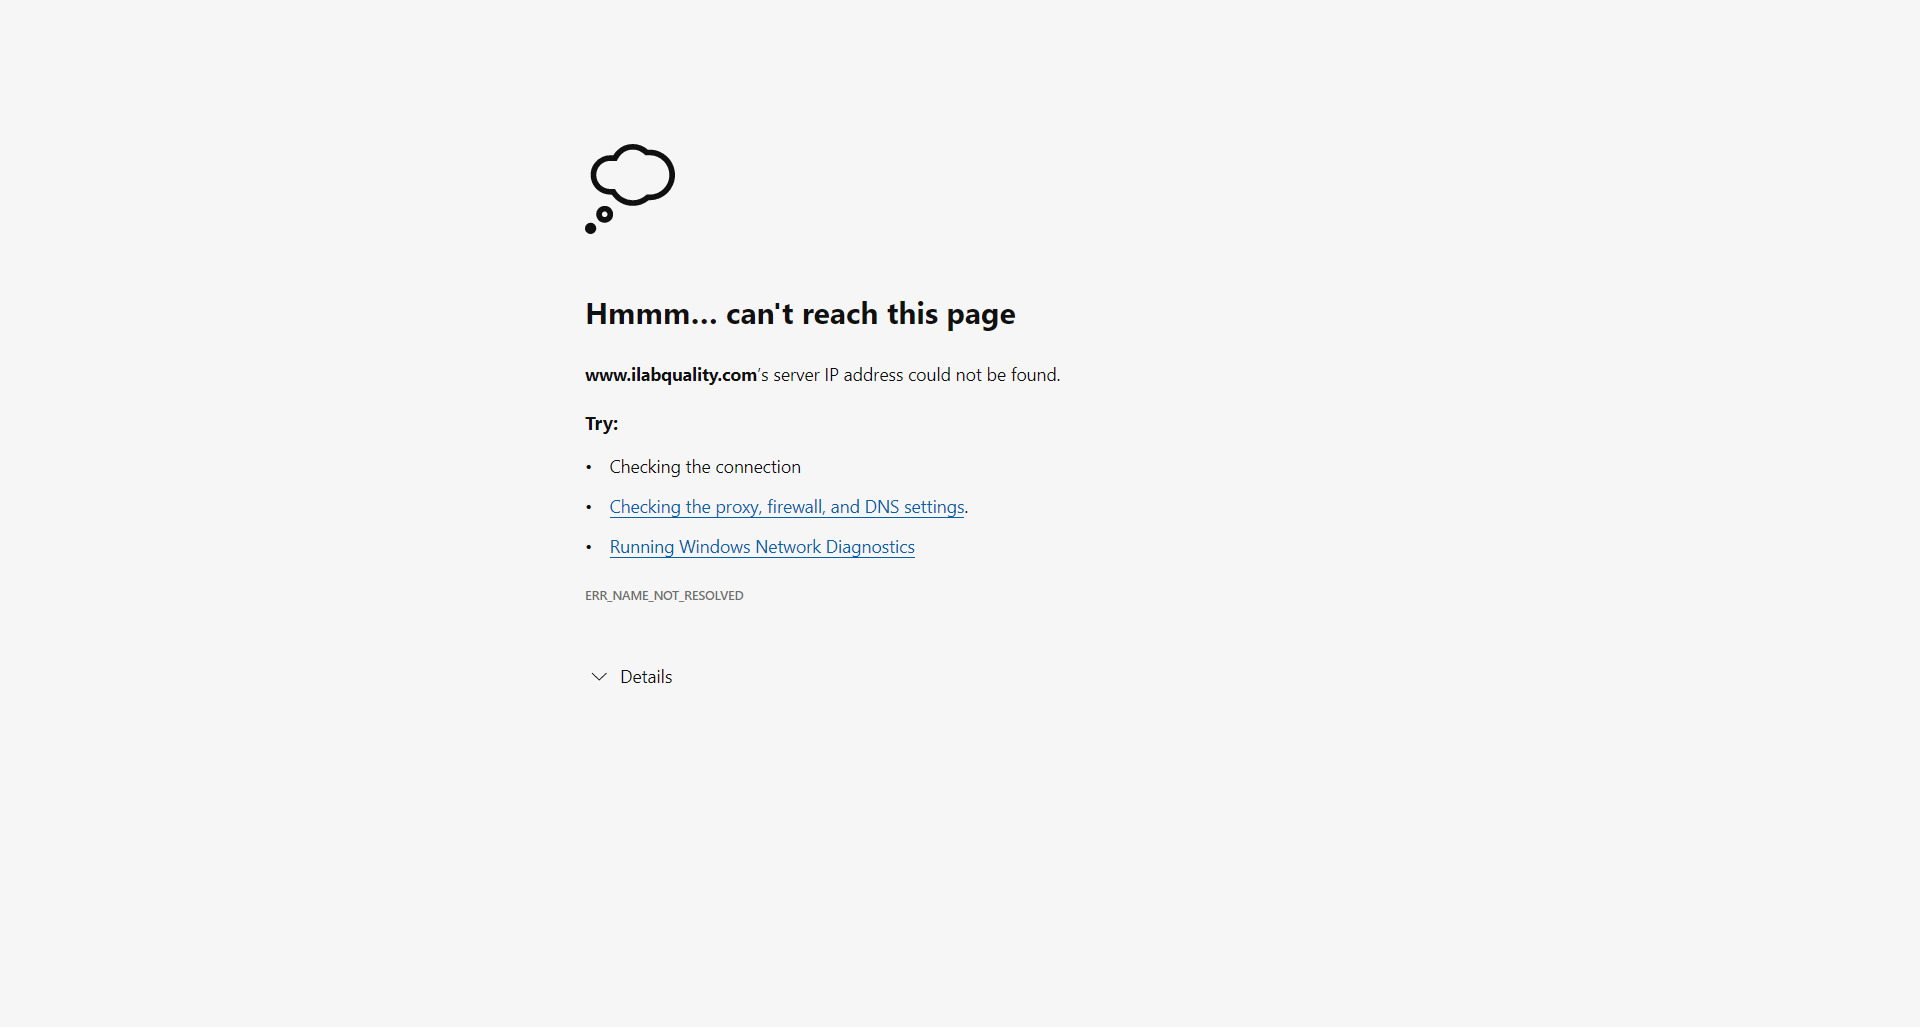 Hmmm... can't reach this page
www.ilabquality.com's server IP address could not be found.
Try:
• Checking the connection
• Checking the proxy, firewall, and DNS settings.
• Running Windows Network Diagnostics
ERR_NAME_NOT_RESOLVED
Details